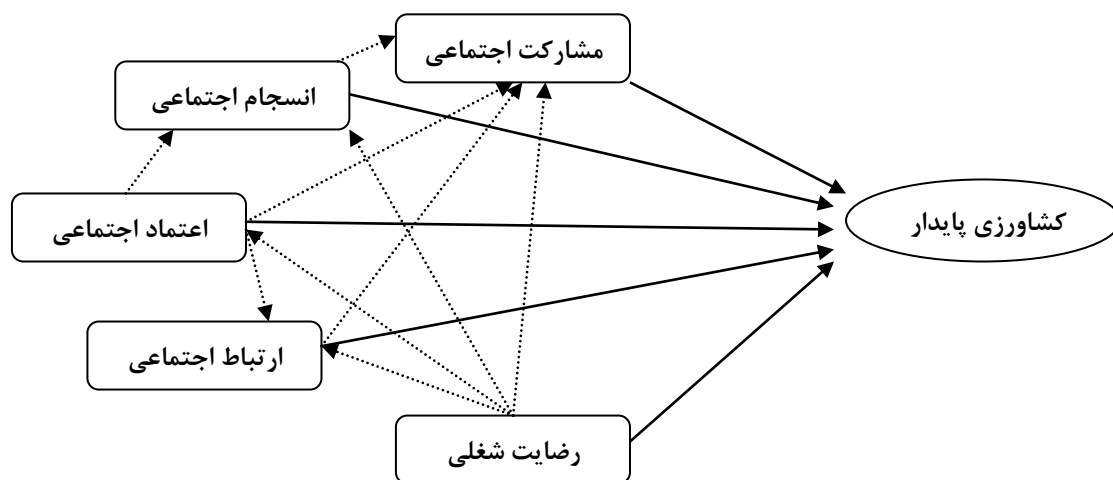 مشارکت اجتماعی
انسجام اجتماعی
اعتماد اجتماعی
کشاورزی پایدار
ارتباط اجتماعی
رضایت شغلی